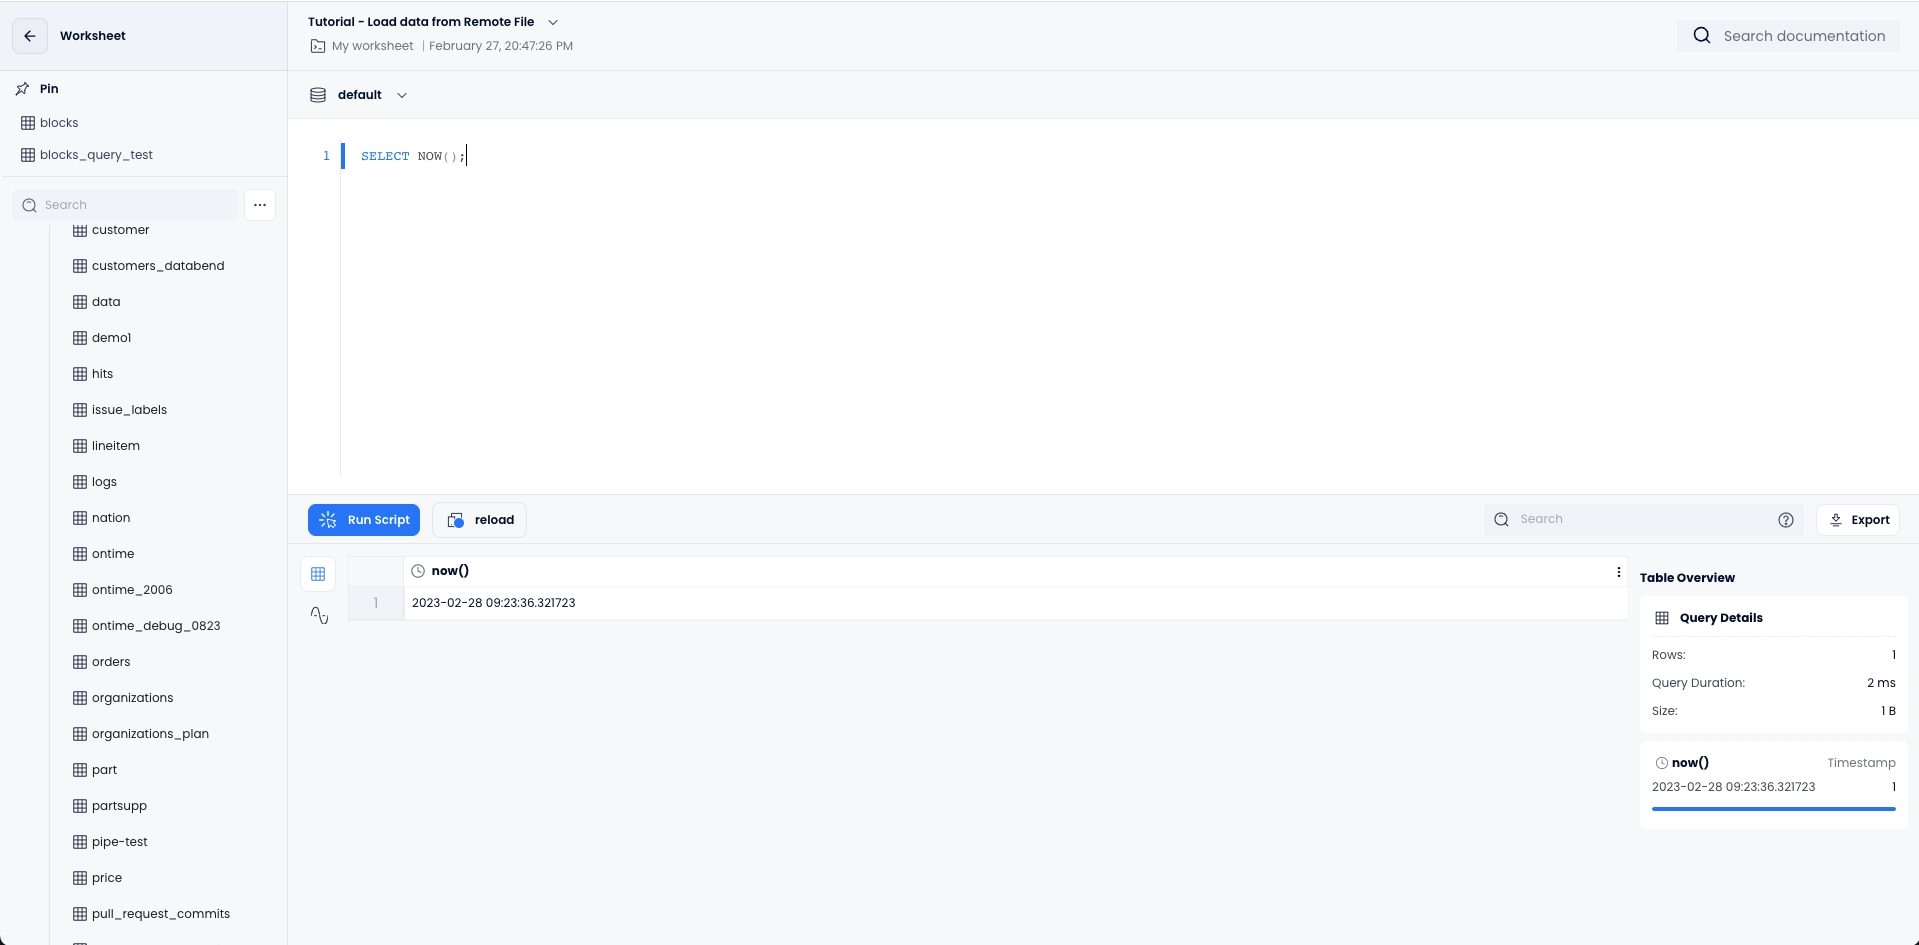 Worksheet
Pin
blocks
blocks_query_test
Search
customer
customers_databend
data
demo1
hits
issue_labels
lineitem
logs
nation
ontime
ontime_2006
ontime_debug_0823
orders
organizations
organizations_plan
part
partsupp
pipe-test
price
pull_request_commits
Tutorial - Load data from Remote File
My worksheet | February 27, 20:47:26 PM
Search documentation
default
1 SELECT NOW();
Run Script
reload
Search
Export
now()
1 2023-02-28 09:23:36.321723
Table Overview
Query Details
Rows: 1
Query Duration: 2 ms
Size: 1 B
now() Timestamp
2023-02-28 09:23:36.321723 1